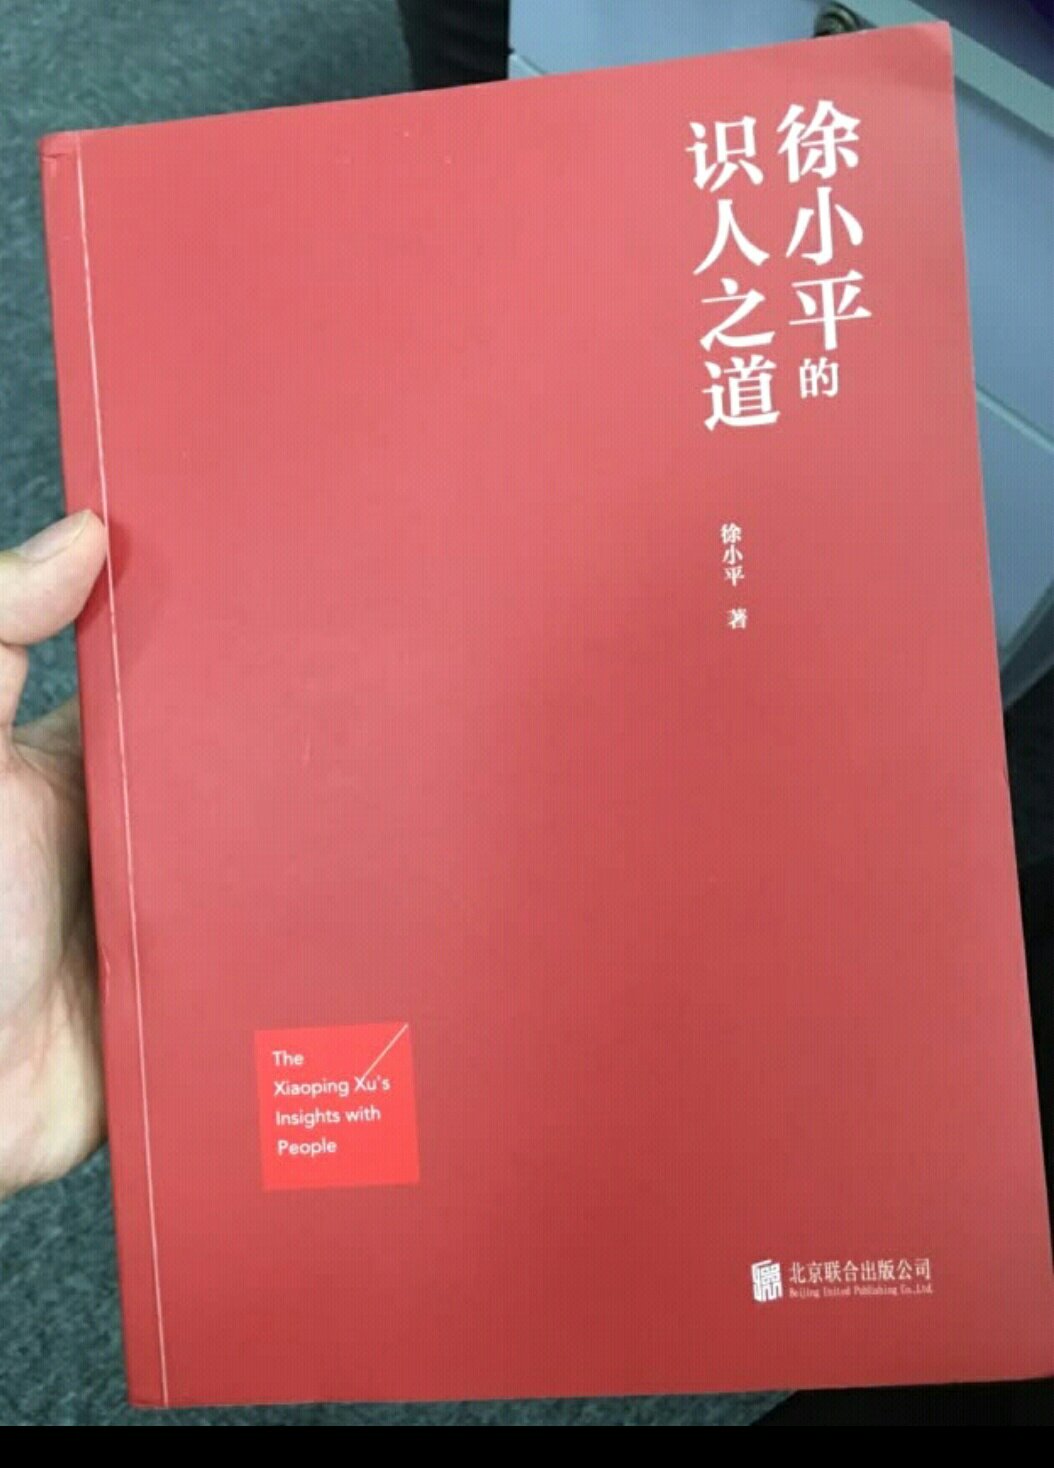 徐小平的
识人之道
徐小平 著
The
Xiaoping Xu's
Insights with
People
北京联合出版公司
Beijing United Publishing Co.,Ltd.